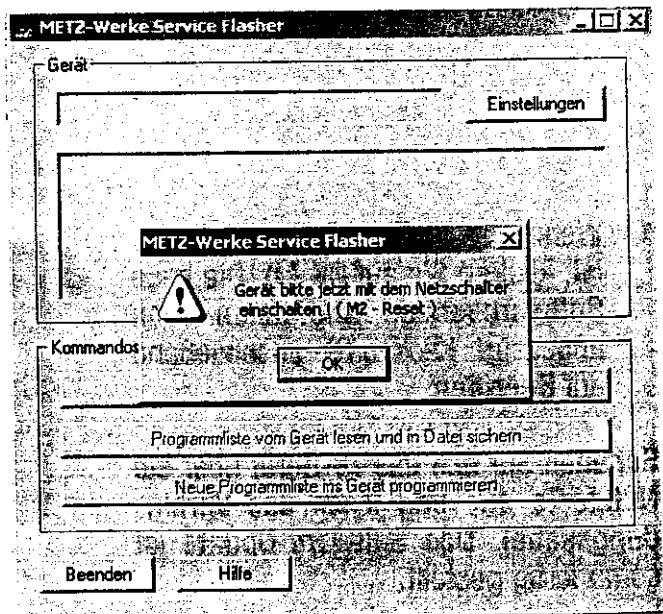 METZ-Werke Service Flasher
Gerät
Einstellungen
METZ-Werke Service Flasher
Gerät bitte jetzt mit dem Netzschalter
einschalten ! ( M2 - Reset )
OK
Kommandos
Programmliste vom Gerät lesen und in Datei sichern
Neue Programmliste ins Gerät programmieren
Beenden
Hilfe